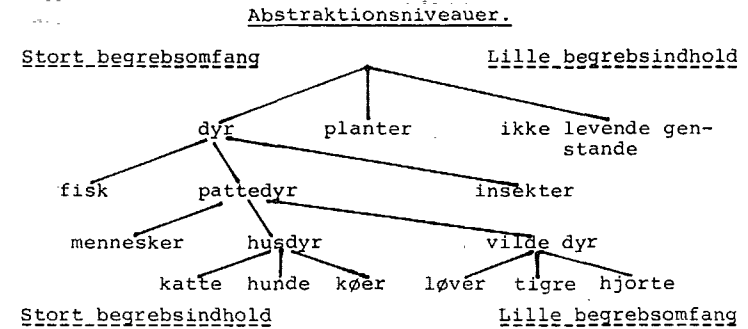 Abstraktionsniveauer.
Stort begrebsomfang Lille begrebsindhold
dyr planter ikke levende gen-
stande
fisk pattedyr insekter
mennesker husdyr vilde dyr
katte hunde køer løver tigre hjorte
Stort begrebsindhold Lille begrebsomfang